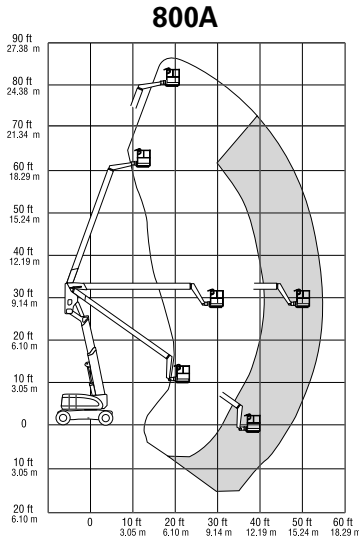 800A
90 ft
27.38 m
80 ft
24.38 m
70 ft
21.34 m
60 ft
18.29 m
50 ft
15.24 m
40 ft
12.19 m
30 ft
9.14 m
20 ft
6.10 m
10 ft
3.05 m
0
10 ft
3.05 m
20 ft
6.10 m
0 10 ft 20 ft 30 ft 40 ft 50 ft 60 ft
3.05 m 6.10 m 9.14 m 12.19 m 15.24 m 18.29 m